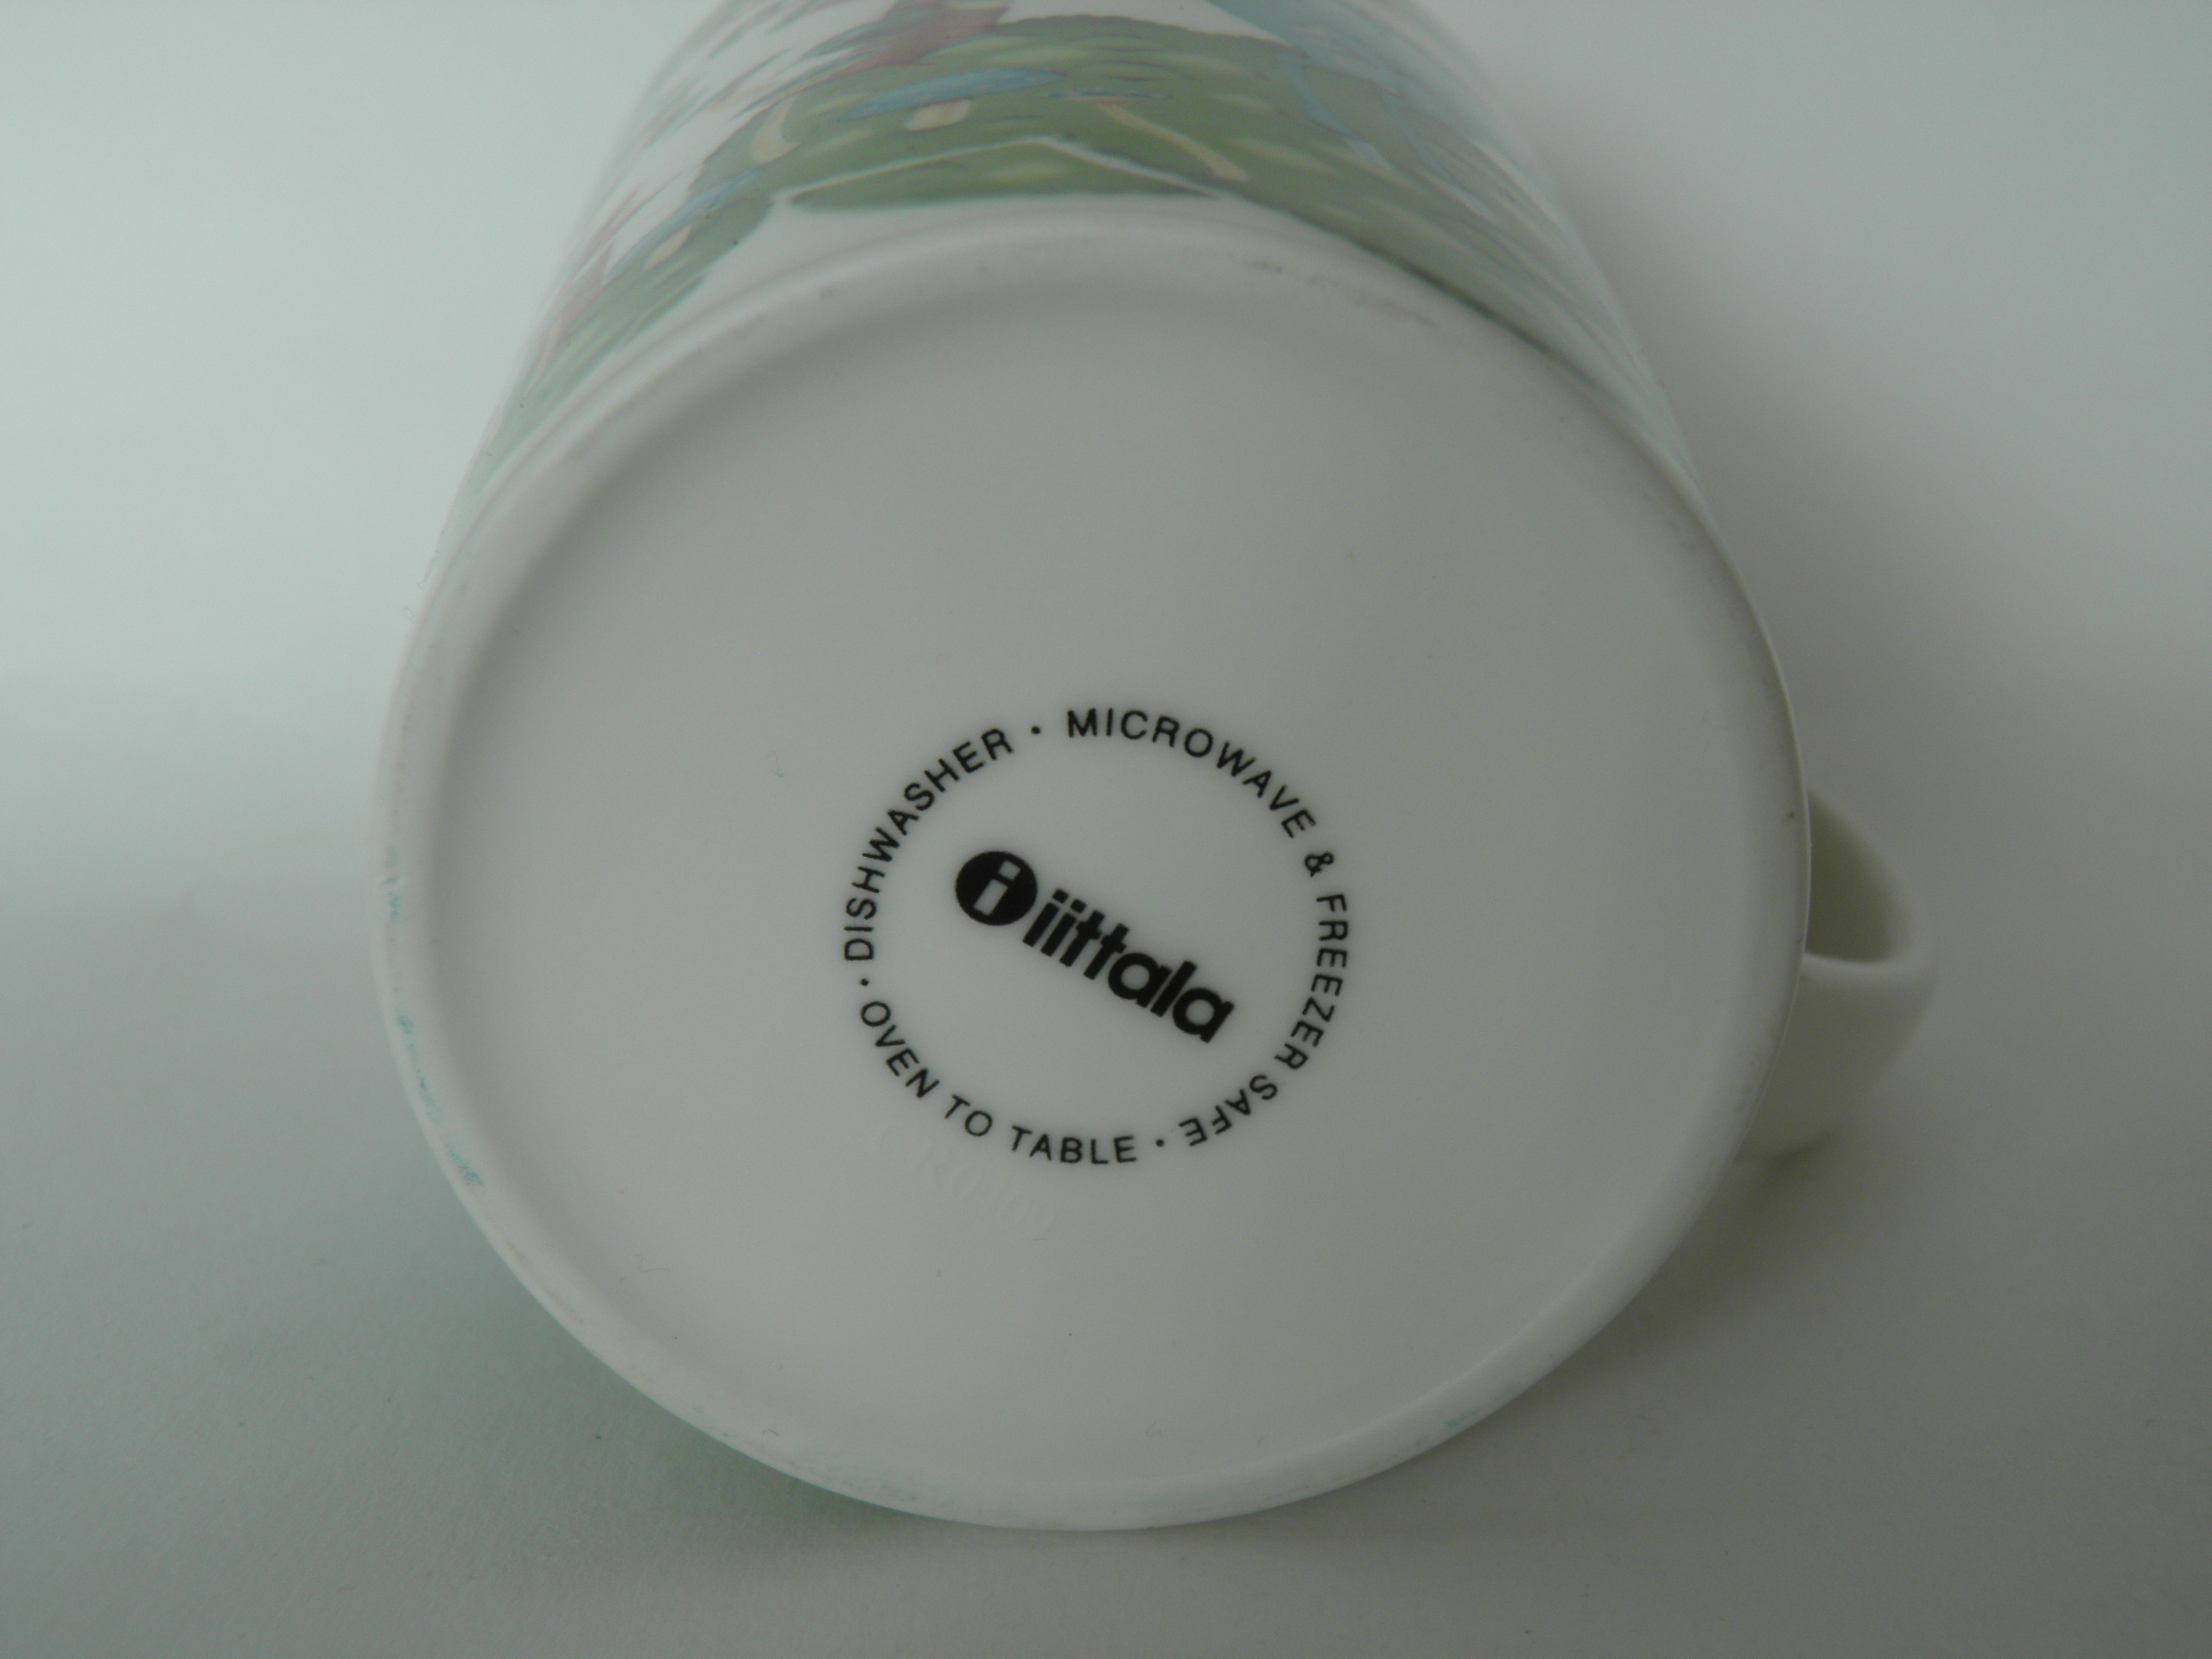 i iittala
OVEN TO TABLE · DISHWASHER · MICROWAVE & FREEZER SAFE ·